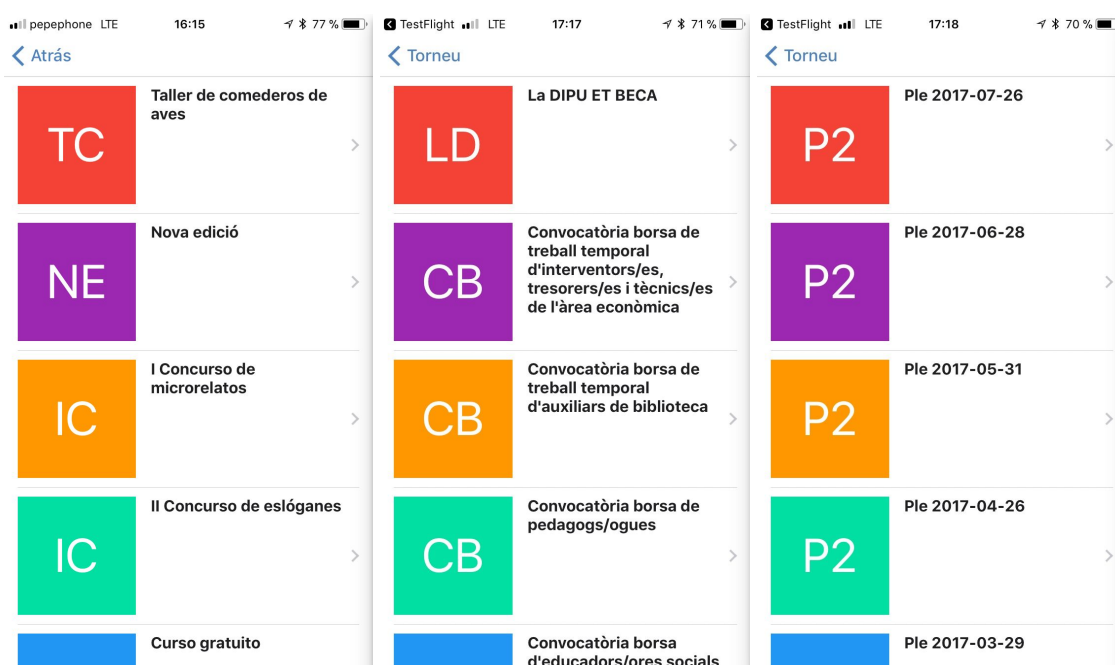 pepephone LTE 16:15 77 %
Atrás
TC
Taller de comederos de
aves
NE
Nova edició
IC
I Concurso de
microrelatos
IC
II Concurso de eslóganes
Curso gratuito
TestFlight LTE 17:17 71 %
Torneu
LD
La DIPU ET BECA
CB
Convocatòria borsa de
treball temporal
d'interventors/es,
tresorers/es i tècnics/es
de l'àrea econòmica
CB
Convocatòria borsa de
treball temporal
d'auxiliars de biblioteca
CB
Convocatòria borsa de
pedagogs/ogues
Convocatòria borsa
d'educadors/ores socials
TestFlight LTE 17:18 70 %
Torneu
P2
Ple 2017-07-26
P2
Ple 2017-06-28
P2
Ple 2017-05-31
P2
Ple 2017-04-26
Ple 2017-03-29